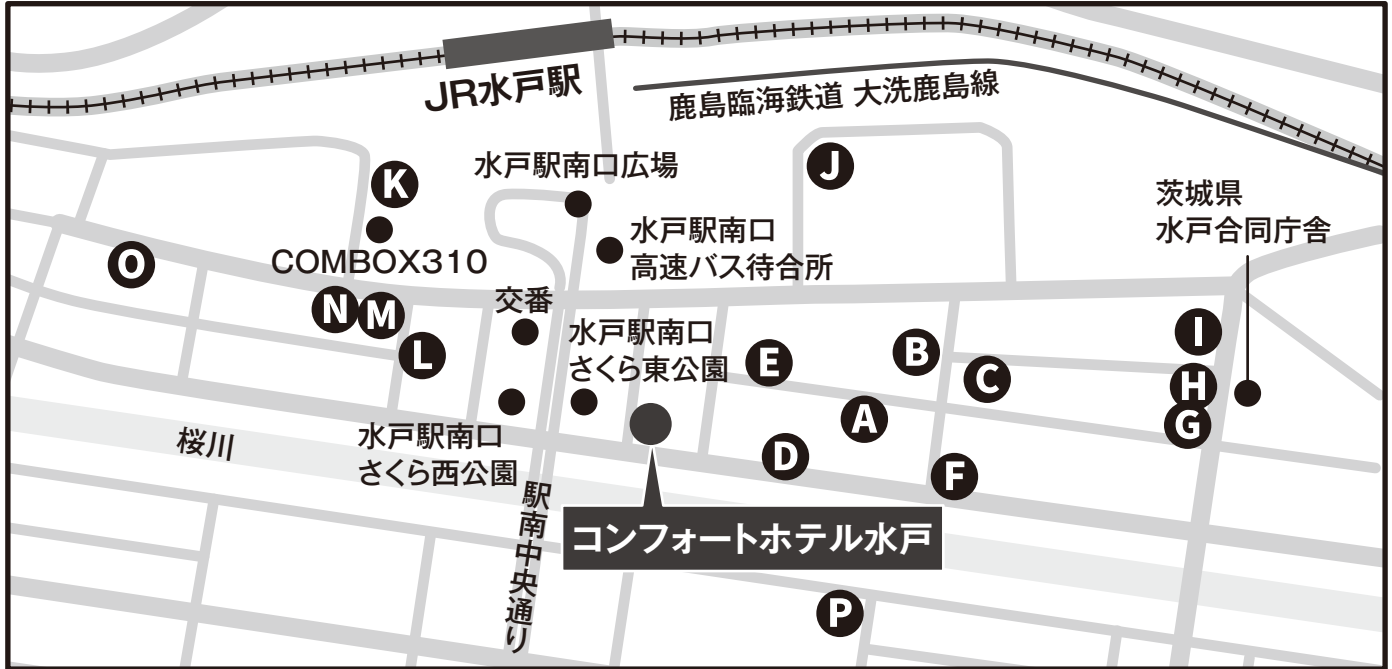 JR水戸駅
鹿島臨海鉄道 大洗鹿島線
水戸駅南口広場
J
K
茨城県
水戸合同庁舎
水戸駅南口
高速バス待合所
O
COMBOX310
N
M
交番
L
水戸駅南口
さくら東公園
E
B
C
I
H
G
A
D
F
桜川
水戸駅南口
さくら西公園
駅南中央通り
コンフォートホテル水戸
P